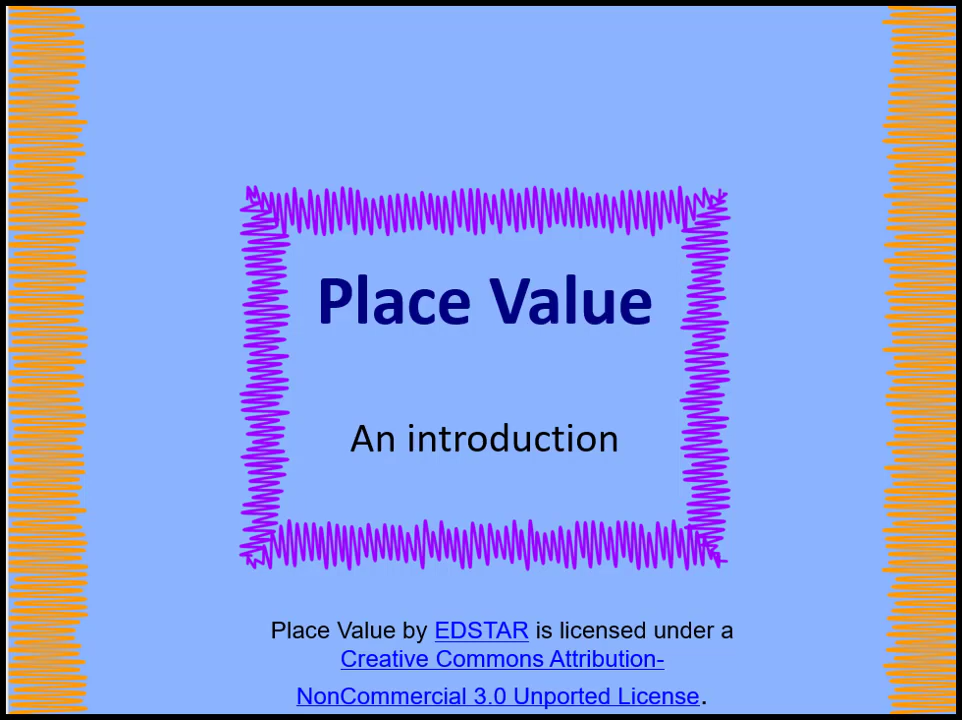 Place Value
An introduction
Place Value by EDSTAR is licensed under a
Creative Commons Attribution-
NonCommercial 3.0 Unported License.